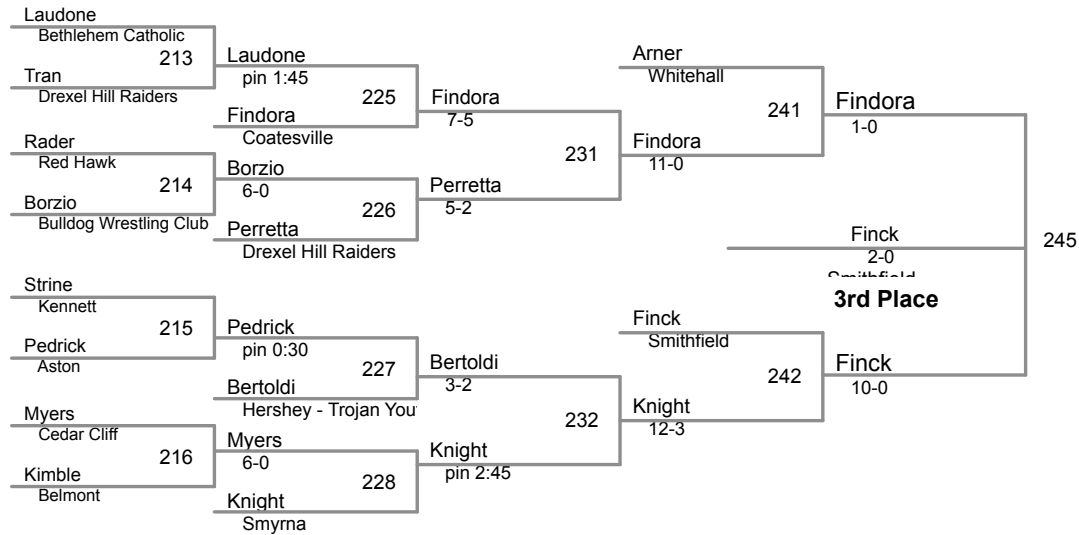 Laudone
Bethlehem Catholic
213
Tran
Drexel Hill Raiders
Rader
Red Hawk
214
Borzio
Bulldog Wrestling Club
Strine
Kennett
215
Pedrick
Aston
Myers
Cedar Cliff
216
Kimble
Belmont
Laudone
pin 1:45
225
Findora
Coatesville
Borzio
6-0
226
Perretta
Drexel Hill Raiders
Pedrick
pin 0:30
227
Bertoldi
Hershey - Trojan You
Myers
6-0
228
Knight
Smyrna
Findora
7-5
231
Perretta
5-2
Bertoldi
3-2
232
Knight
pin 2:45
Arner
Whitehall
241
Findora
11-0
Finck
Smithfield
242
Knight
12-3
Findora
1-0
Finck
2-0
Smithfield
245
3rd Place
Finck
10-0